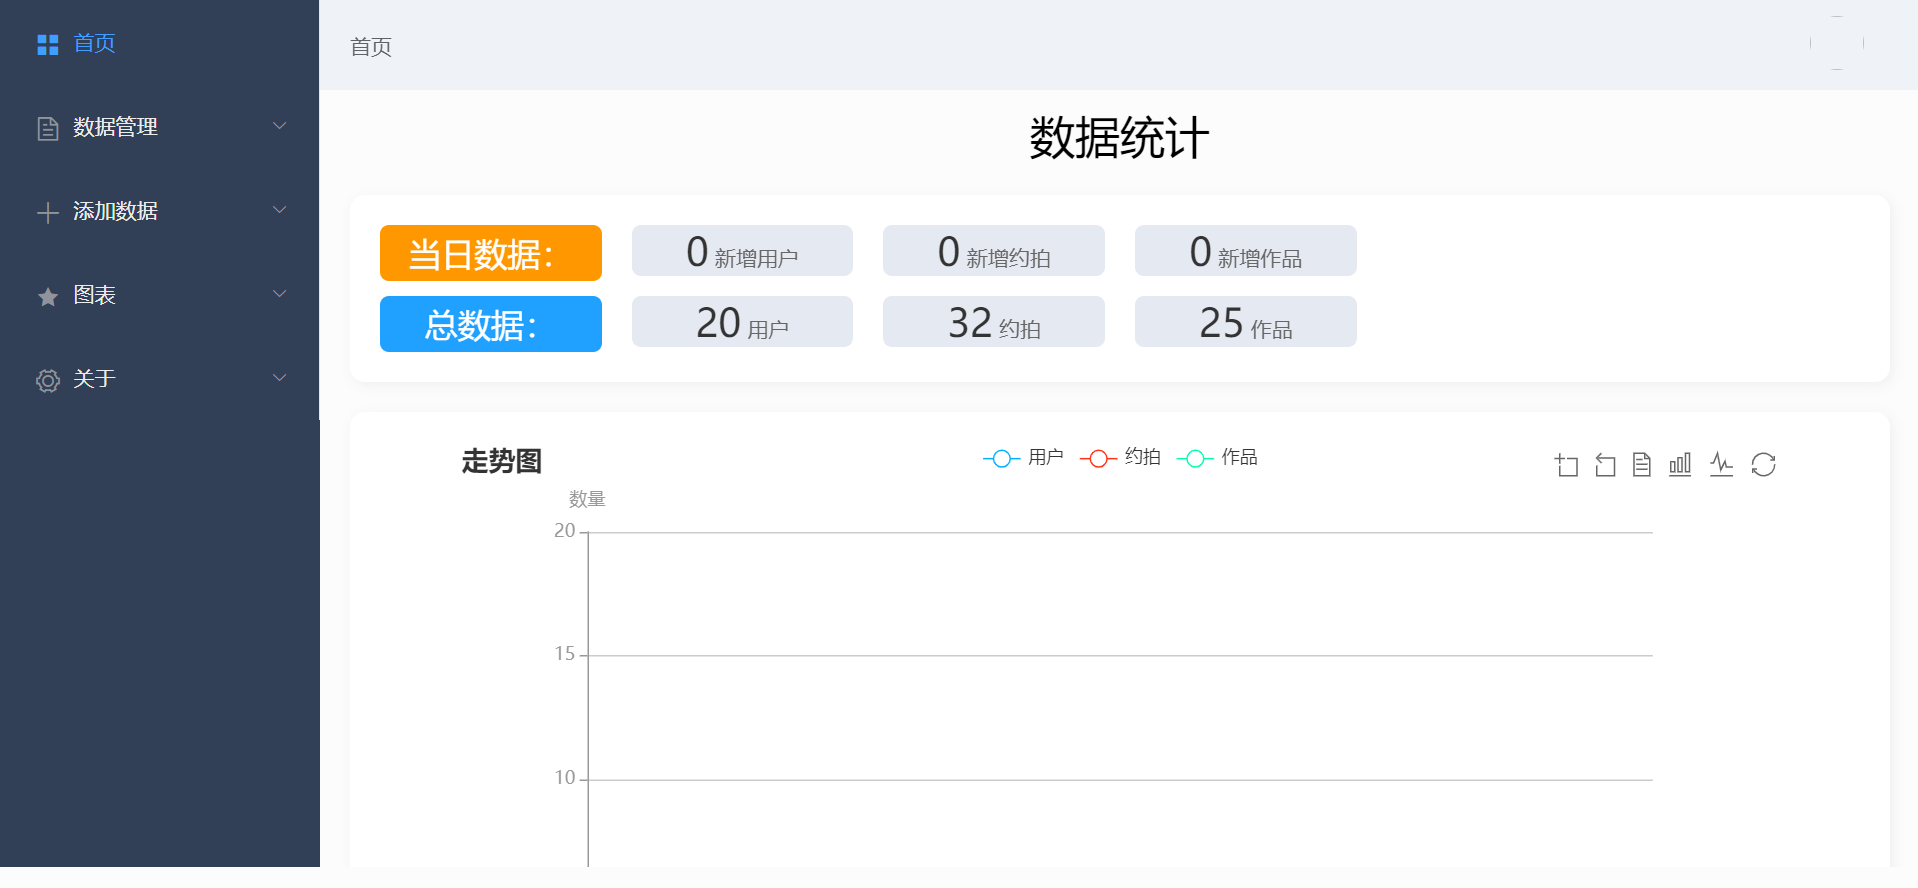 首页
数据管理
添加数据
图表
关于
首页
数据统计
当日数据：
0 新增用户
0 新增约拍
0 新增作品
总数据：
20 用户
32 约拍
25 作品
走势图
用户 约拍 作品
数量
20
15
10